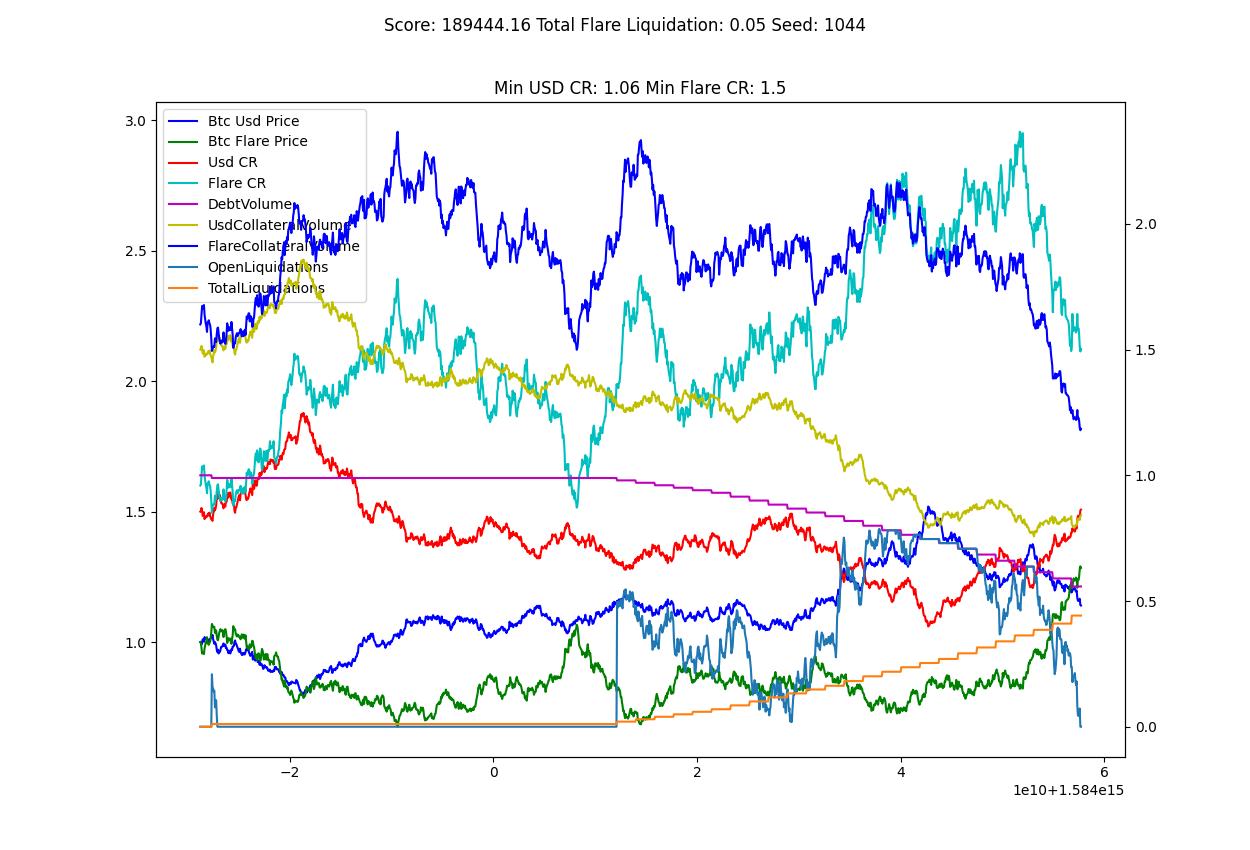 Score: 189444.16 Total Flare Liquidation: 0.05 Seed: 1044
Min USD CR: 1.06 Min Flare CR: 1.5
3.0
2.5
2.0
1.5
1.0
Btc Usd Price
Btc Flare Price
Usd CR
Flare CR
DebtVolume
UsdCollateralVolume
FlareCollateralVolume
OpenLiquidations
TotalLiquidations
2.0
1.5
1.0
0.5
0.0
−2
0
2
4
6
1e10+1.584e15